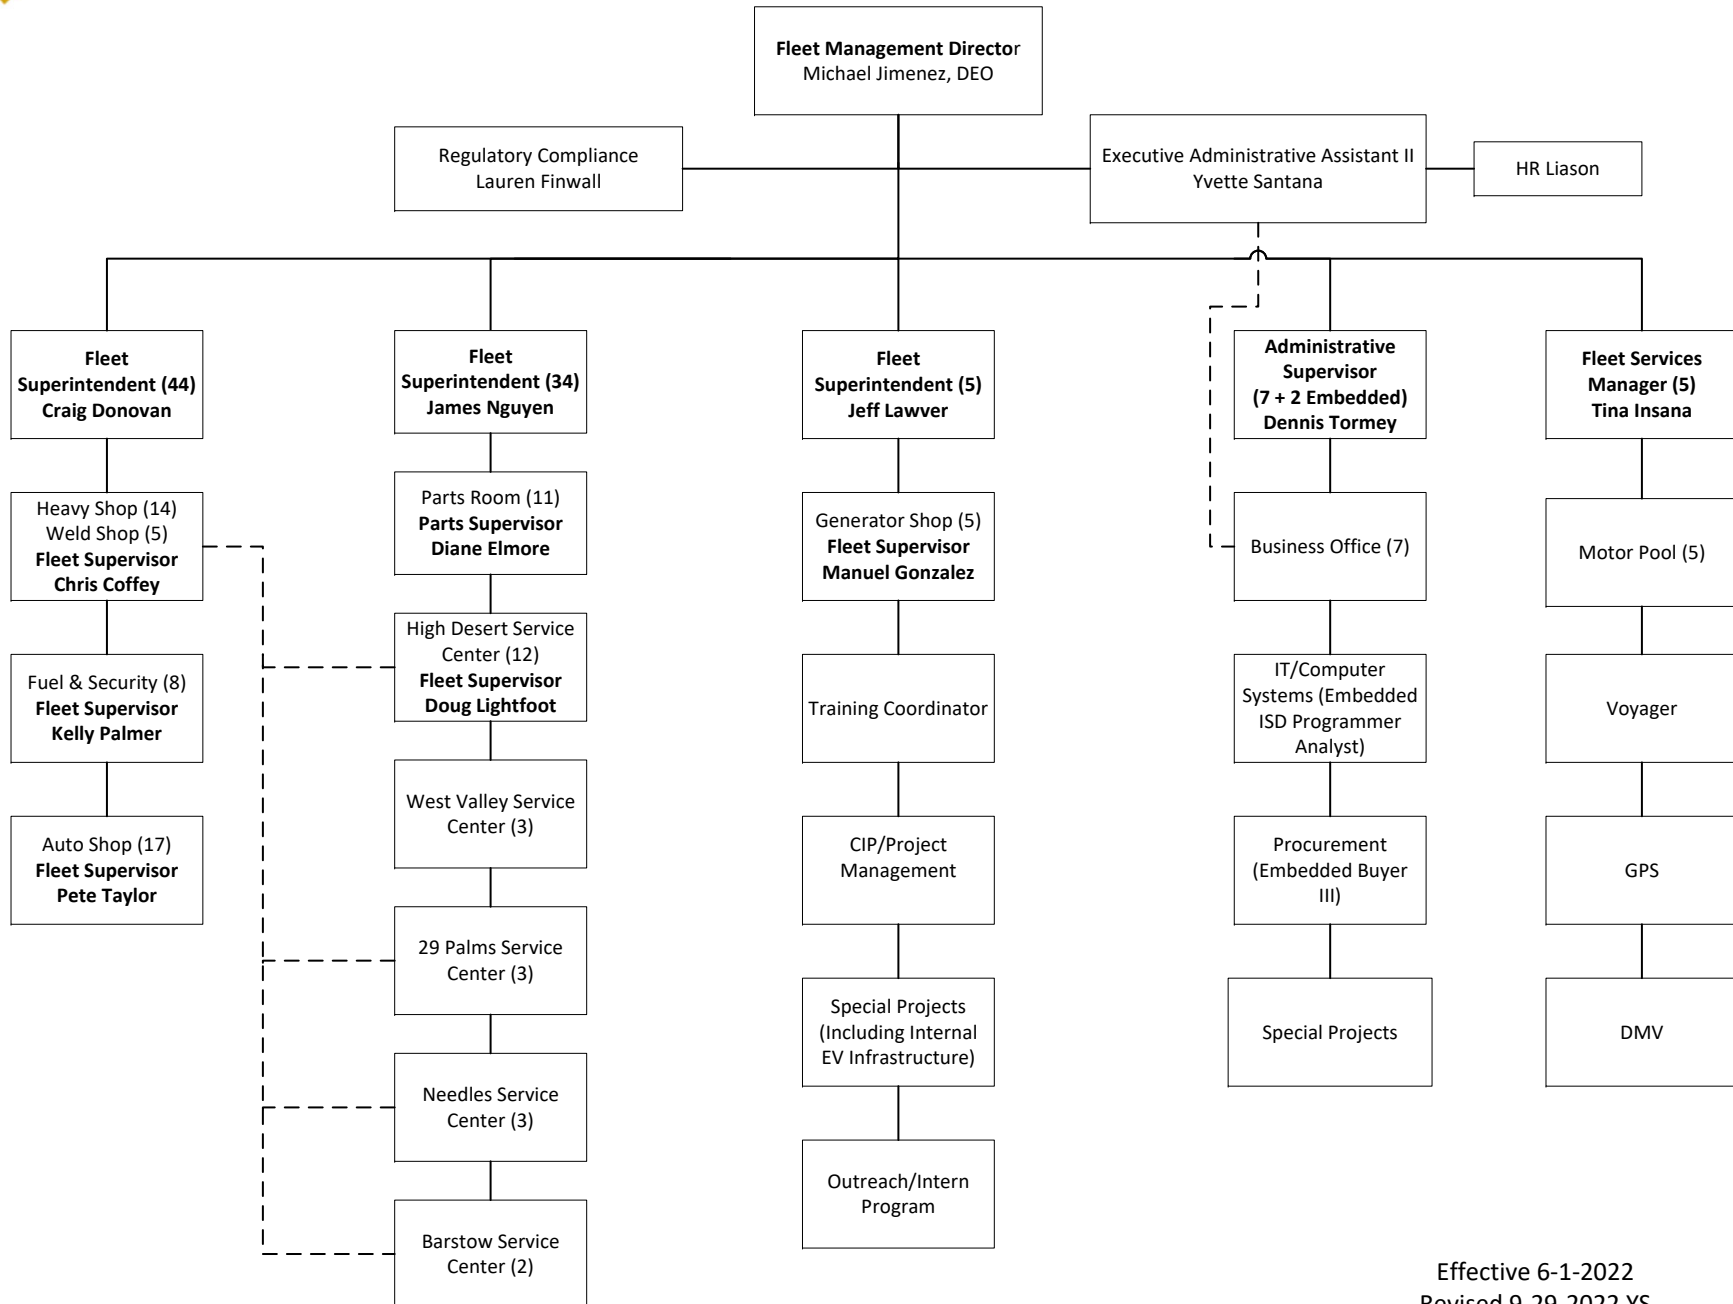 Fleet Management Director
Michael Jimenez, DEO
Regulatory Compliance
Lauren Finwall
Executive Administrative Assistant II
Yvette Santana
HR Liason
Fleet
Superintendent (44)
Craig Donovan
Fleet
Superintendent (34)
James Nguyen
Fleet
Superintendent (5)
Jeff Lawver
Administrative
Supervisor
(7 + 2 Embedded)
Dennis Tormey
Fleet Services
Manager (5)
Tina Insana
Heavy Shop (14)
Weld Shop (5)
Fleet Supervisor
Chris Coffey
Parts Room (11)
Parts Supervisor
Diane Elmore
Generator Shop (5)
Fleet Supervisor
Manuel Gonzalez
Business Office (7)
Motor Pool (5)
Fuel & Security (8)
Fleet Supervisor
Kelly Palmer
High Desert Service
Center (12)
Fleet Supervisor
Doug Lightfoot
Training Coordinator
IT/Computer
Systems (Embedded
ISD Programmer
Analyst)
Voyager
Auto Shop (17)
Fleet Supervisor
Pete Taylor
West Valley Service
Center (3)
CIP/Project
Management
Procurement
(Embedded Buyer
III)
GPS
29 Palms Service
Center (3)
Special Projects
(Including Internal
EV Infrastructure)
Special Projects
DMV
Needles Service
Center (3)
Outreach/Intern
Program
Barstow Service
Center (2)
Effective 6-1-2022
Revised 9-29-2022 YS